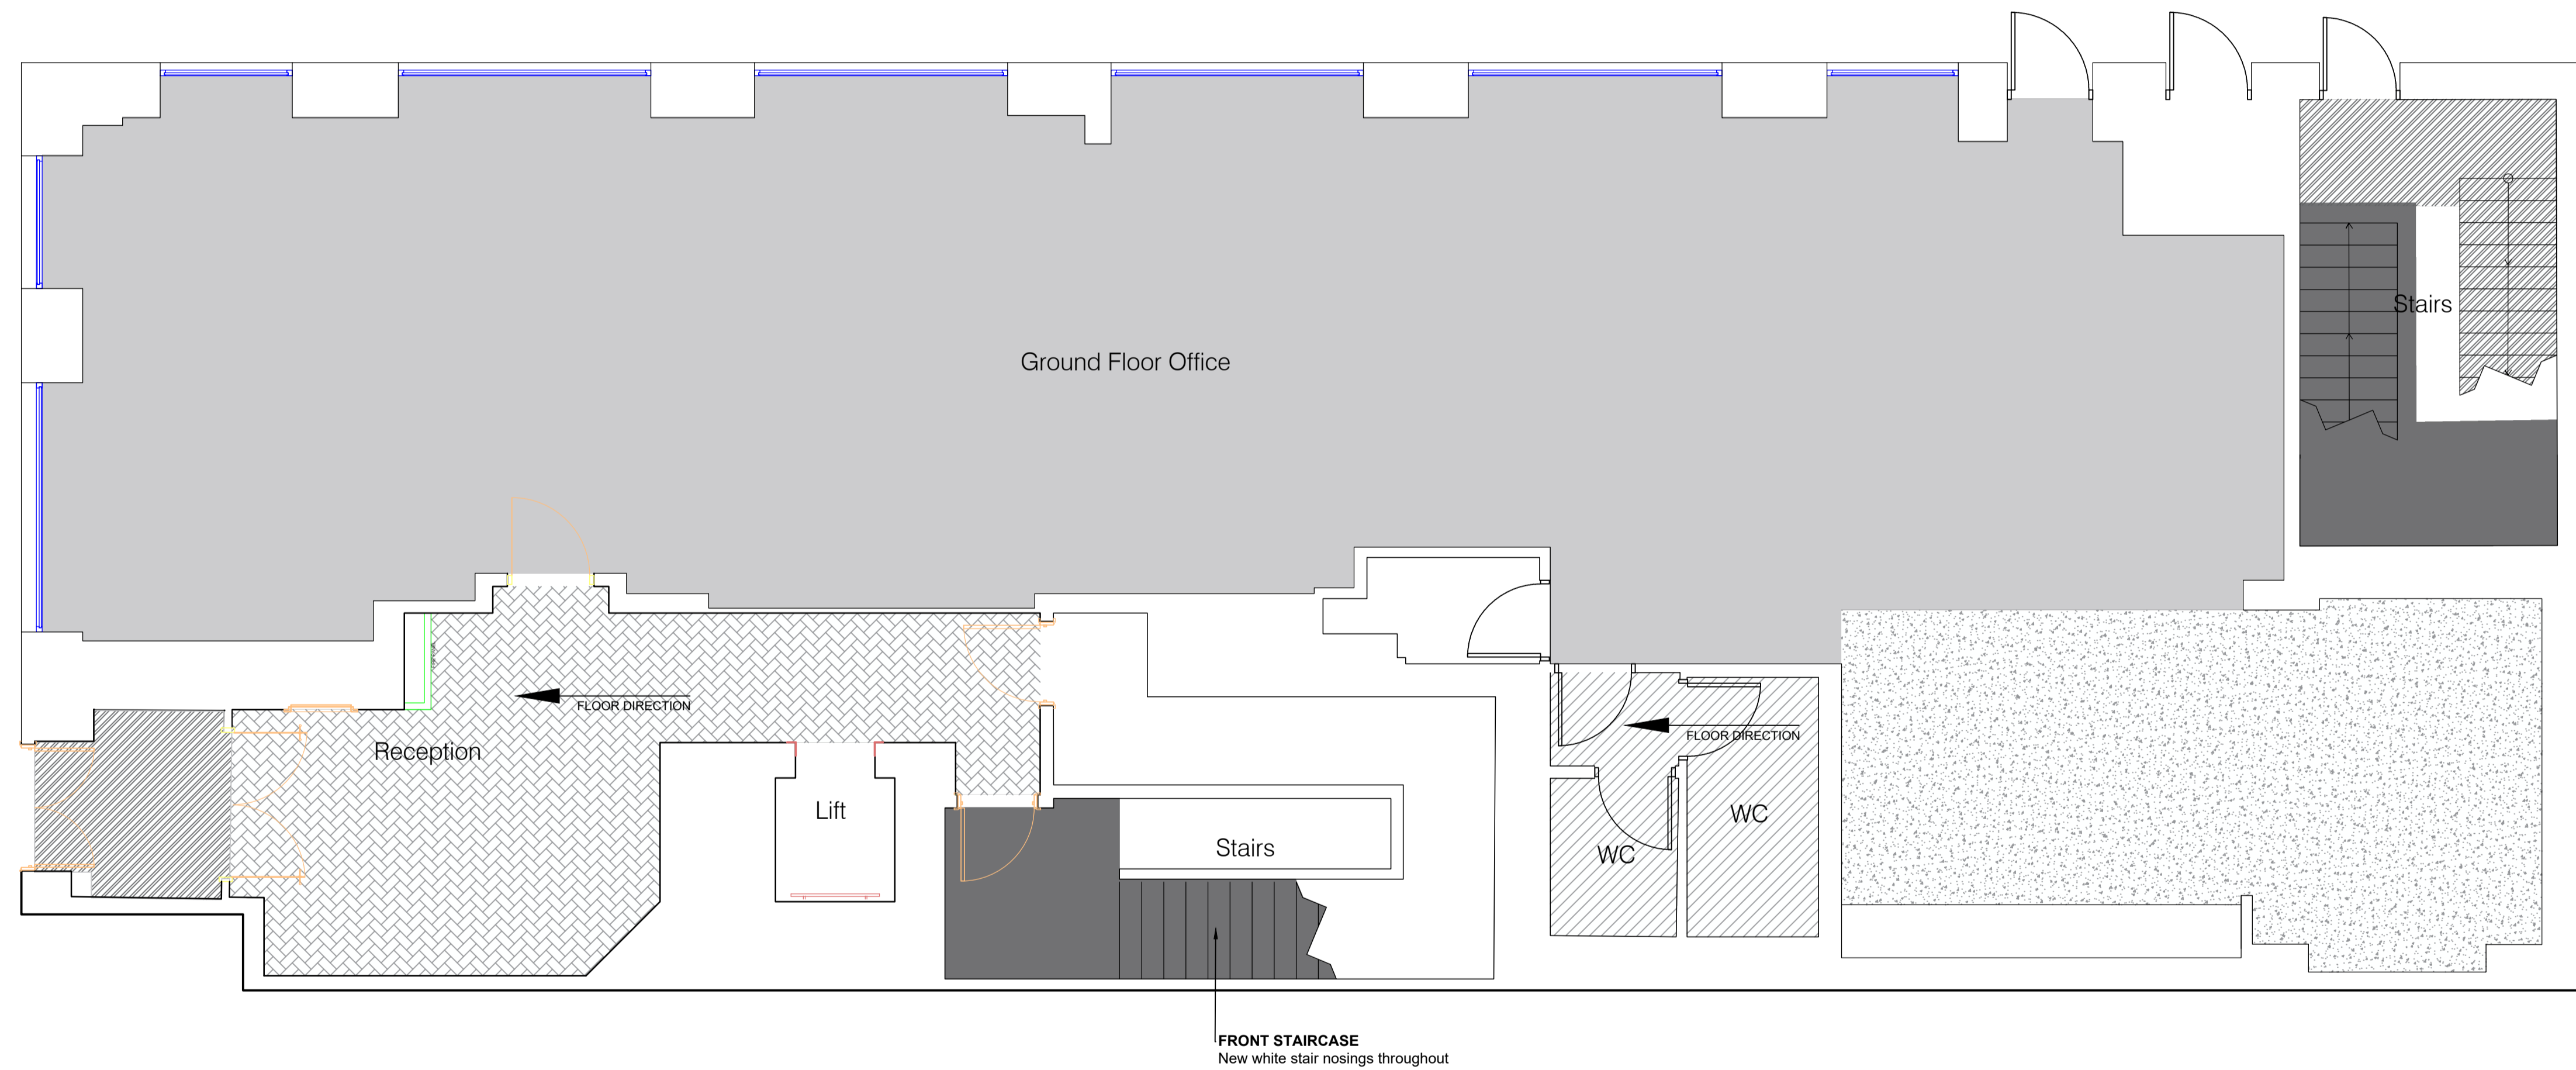 Stairs
Ground Floor Office
FLOOR DIRECTION
Reception
FLOOR DIRECTION
Lift
WC
Stairs
WC
FRONT STAIRCASE
New white stair nosings throughout